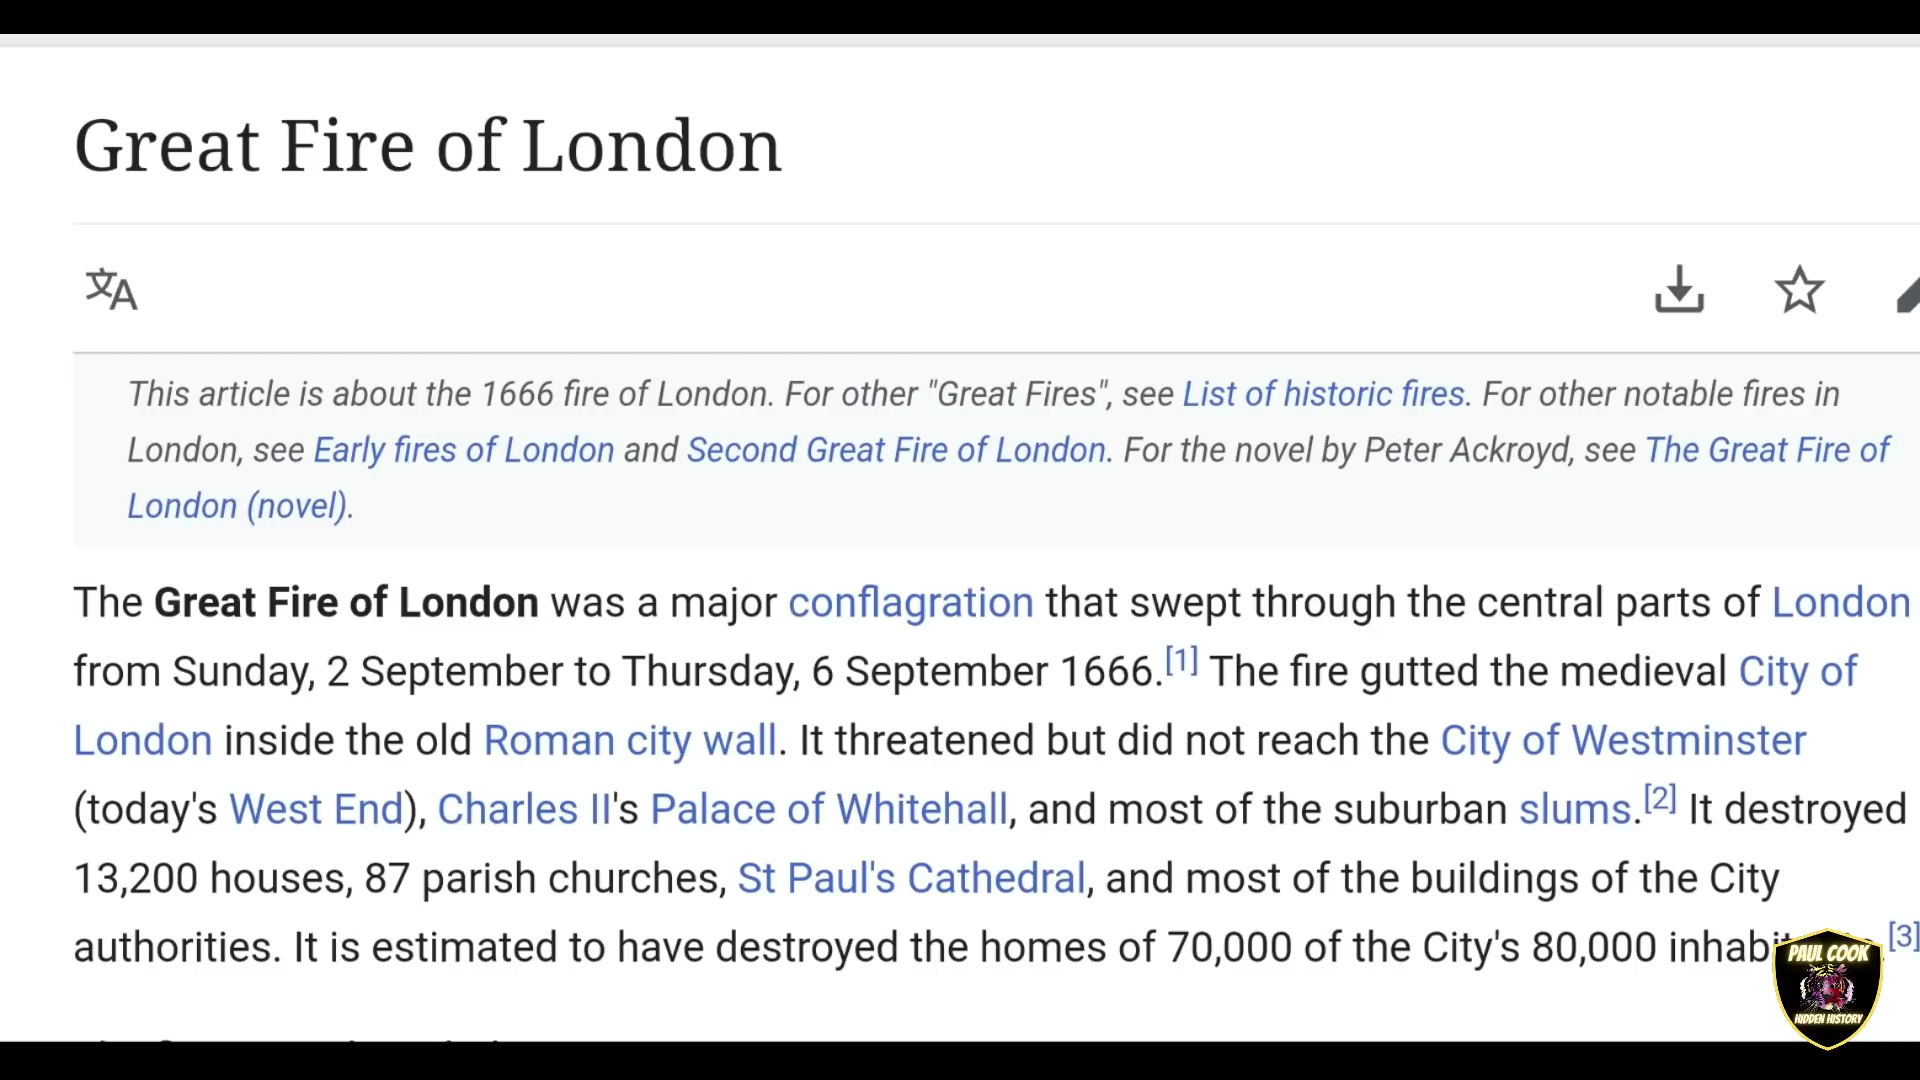 Great Fire of London
This article is about the 1666 fire of London. For other "Great Fires", see List of historic fires. For other notable fires in
London, see Early fires of London and Second Great Fire of London. For the novel by Peter Ackroyd, see The Great Fire of
London (novel).
The Great Fire of London was a major conflagration that swept through the central parts of London
from Sunday, 2 September to Thursday, 6 September 1666.[1] The fire gutted the medieval City of
London inside the old Roman city wall. It threatened but did not reach the City of Westminster
(today's West End), Charles II's Palace of Whitehall, and most of the suburban slums.[2] It destroyed
13,200 houses, 87 parish churches, St Paul's Cathedral, and most of the buildings of the City
authorities. It is estimated to have destroyed the homes of 70,000 of the City's 80,000 [3]
PAUL COOK
HIDDEN HISTORY